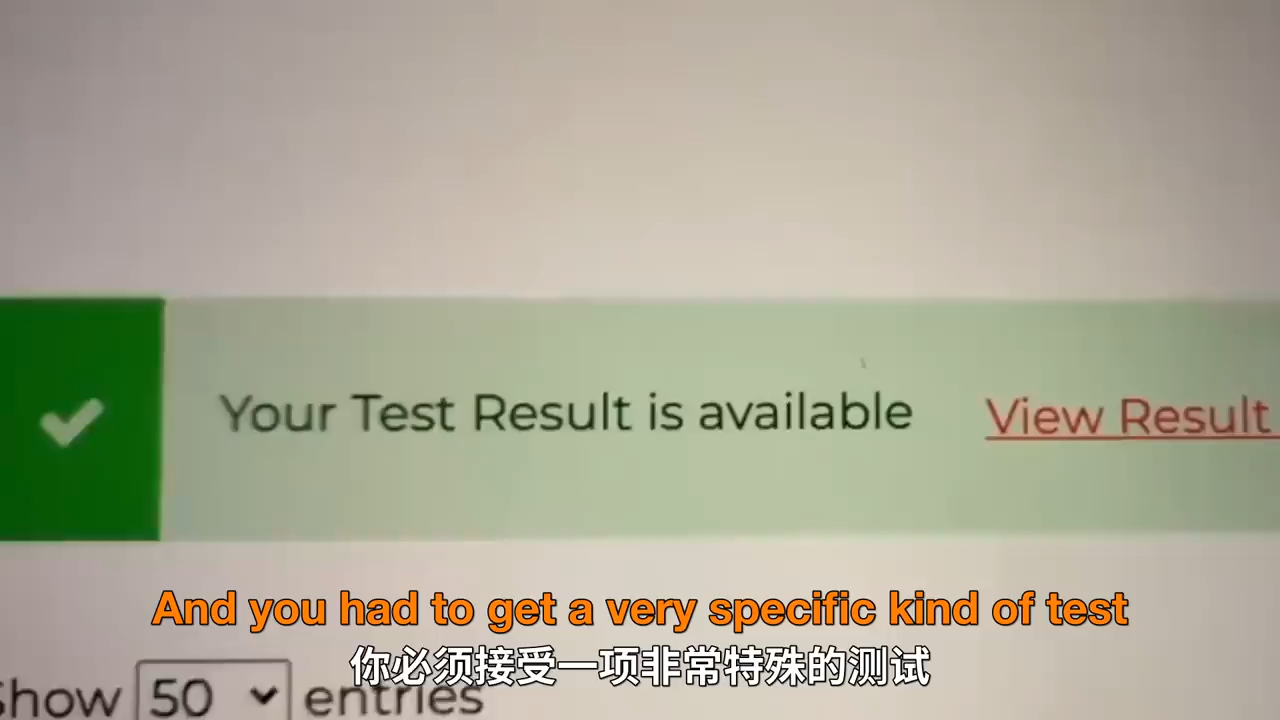 Your Test Result is available View Result
And you had to get a very specific kind of test
你必须接受一项非常特殊的测试
Show 50 entries